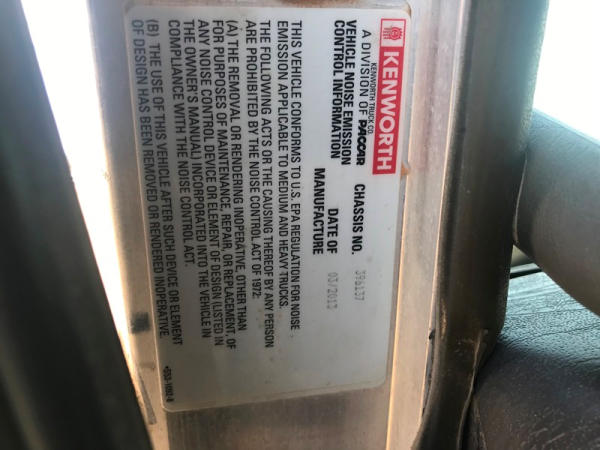 KENWORTH
KENWORTH TRUCK CO.
A DIVISION OF PACCAR
VEHICLE NOISE EMISSION
CONTROL INFORMATION
CHASSIS NO. 396137
DATE OF
MANUFACTURE
THIS VEHICLE CONFORMS TO U.S. EPA REGULATION FOR NOISE
EMISSION APPLICABLE TO MEDIUM AND HEAVY TRUCKS.
THE FOLLOWING ACTS OR THE CAUSING THEREOF BY ANY PERSON
ARE PROHIBITED BY THE NOISE CONTROL ACT OF 1972:
(A) THE REMOVAL OR RENDERING INOPERATIVE, OTHER THAN
FOR PURPOSES OF MAINTENANCE, REPAIR, OR REPLACEMENT, OF
ANY NOISE CONTROL DEVICE OR ELEMENT OF DESIGN (LISTED IN
THE OWNER'S MANUAL) INCORPORATED INTO THE VEHICLE IN
COMPLIANCE WITH THE NOISE CONTROL ACT.
(B) THE USE OF THIS VEHICLE AFTER SUCH DEVICE OR ELEMENT
OF DESIGN HAS BEEN REMOVED OR RENDERED INOPERATIVE.